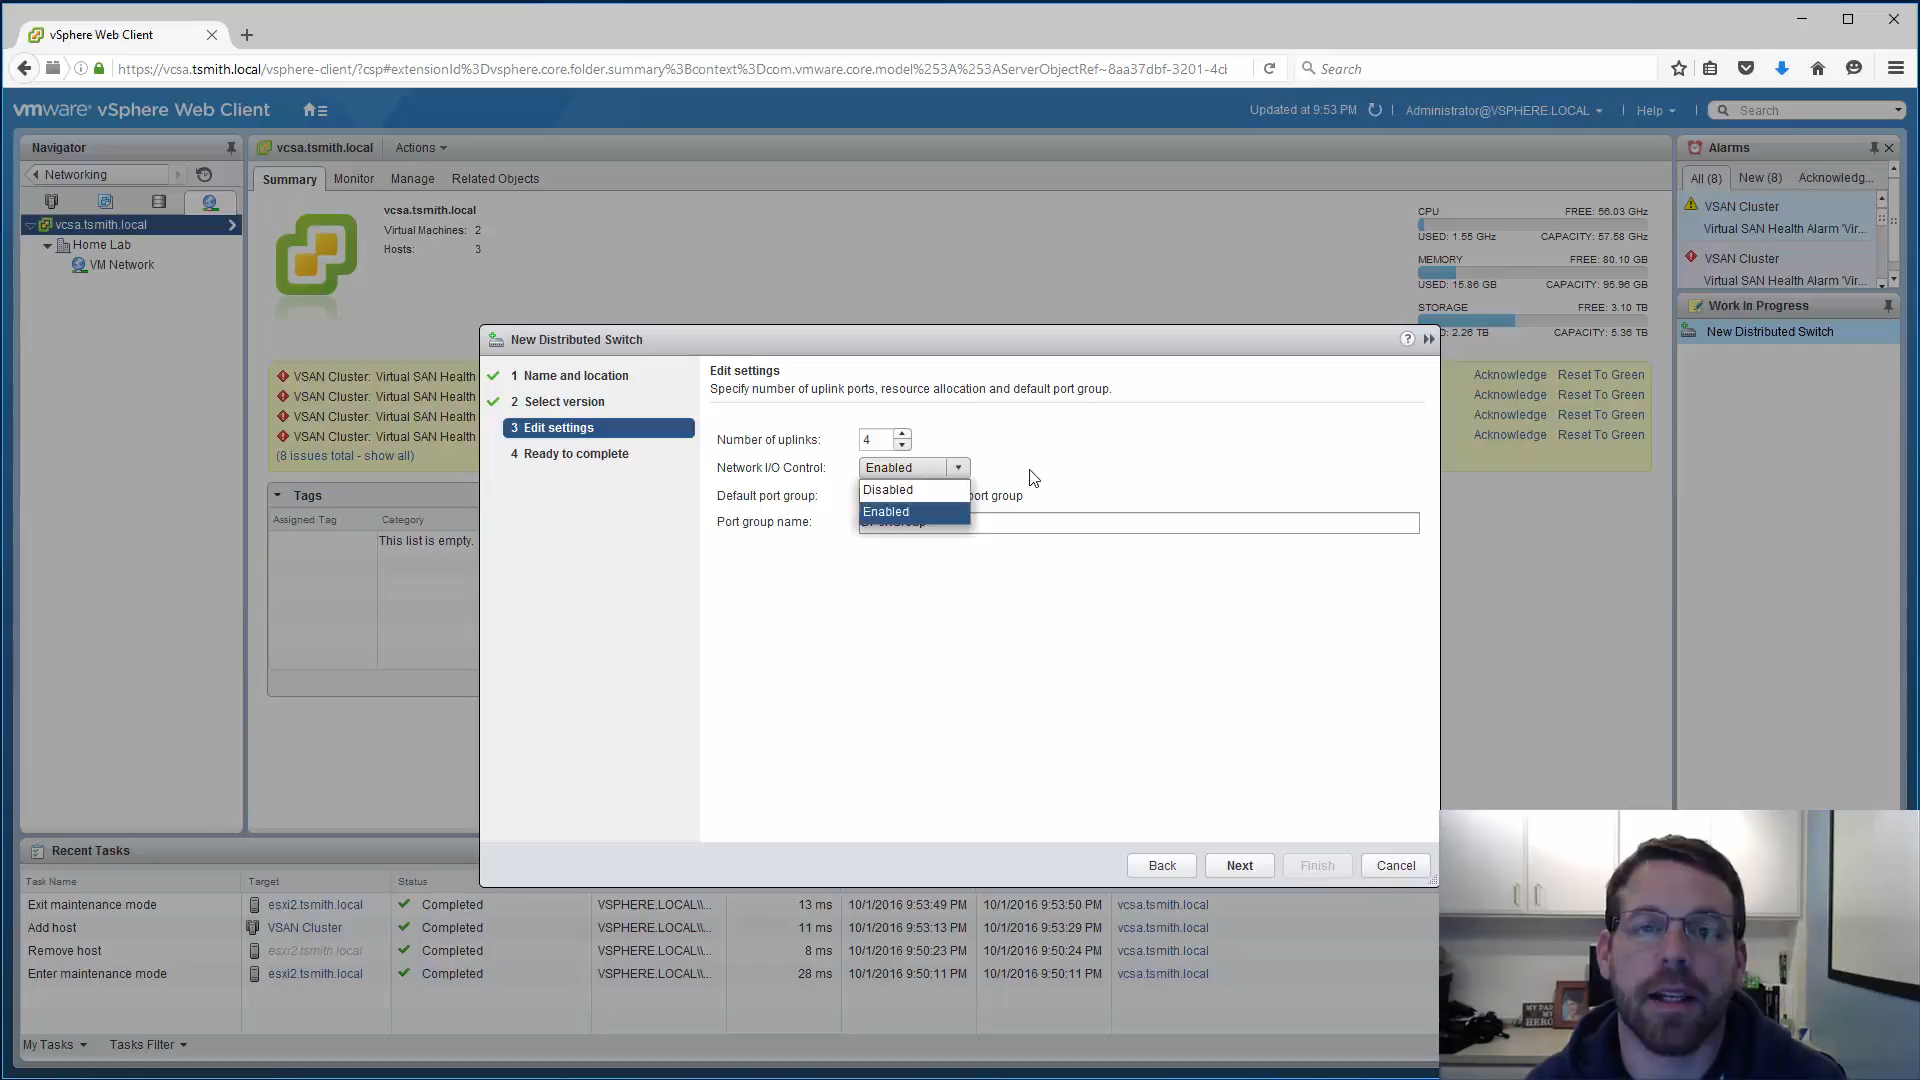 vSphere Web Client
https://vcsa.tsmith.local/vsphere-client/?csp#extensionId%3Dvsphere.core.folder.summary%3Bcontext%3Dcom.vmware.core.model%253A%253AServerObjectRef~8aa37dbf-3201-4cl
Search
vmware® vSphere Web Client
Updated at 9:53 PM
Administrator@VSPHERE.LOCAL
Help
Search
Navigator
Networking
vcsa.tsmith.local
Home Lab
VM Network
vcsa.tsmith.local
Actions
Summary
Monitor
Manage
Related Objects
vcsa.tsmith.local
Virtual Machines: 2
Hosts: 3
CPU FREE: 56.03 GHz
USED: 1.55 GHz CAPACITY: 57.58 GHz
MEMORY FREE: 80.10 GB
USED: 15.86 GB CAPACITY: 95.96 GB
STORAGE FREE: 3.10 TB
2.26 TB CAPACITY: 5.36 TB
VSAN Cluster: Virtual SAN Health
VSAN Cluster: Virtual SAN Health
VSAN Cluster: Virtual SAN Health
VSAN Cluster: Virtual SAN Health
(8 issues total - show all)
Acknowledge Reset To Green
Acknowledge Reset To Green
Acknowledge Reset To Green
Acknowledge Reset To Green
Tags
Assigned Tag Category
This list is empty.
Alarms
All (8) New (8) Acknowledg...
VSAN Cluster
Virtual SAN Health Alarm 'Vir...
VSAN Cluster
Virtual SAN Health Alarm 'Vir...
Work In Progress
New Distributed Switch
New Distributed Switch
1 Name and location
2 Select version
3 Edit settings
4 Ready to complete
Edit settings
Specify number of uplink ports, resource allocation and default port group.
Number of uplinks: 4
Network I/O Control: Enabled
Disabled
Enabled
Default port group: port group
Port group name:
Back Next Finish Cancel
Recent Tasks
Task Name Target Status
Exit maintenance mode esxi2.tsmith.local Completed VSPHERE.LOCAL\\... 13 ms 10/1/2016 9:53:49 PM 10/1/2016 9:53:50 PM vcsa.tsmith.local
Add host VSAN Cluster Completed VSPHERE.LOCAL\\... 11 ms 10/1/2016 9:53:13 PM 10/1/2016 9:53:29 PM vcsa.tsmith.local
Remove host esxi2.tsmith.local Completed VSPHERE.LOCAL\\... 8 ms 10/1/2016 9:50:23 PM 10/1/2016 9:50:24 PM vcsa.tsmith.local
Enter maintenance mode esxi2.tsmith.local Completed VSPHERE.LOCAL\\... 28 ms 10/1/2016 9:50:11 PM 10/1/2016 9:50:11 PM vcsa.tsmith.local
My Tasks Tasks Filter
MY DAD
MY
HERO